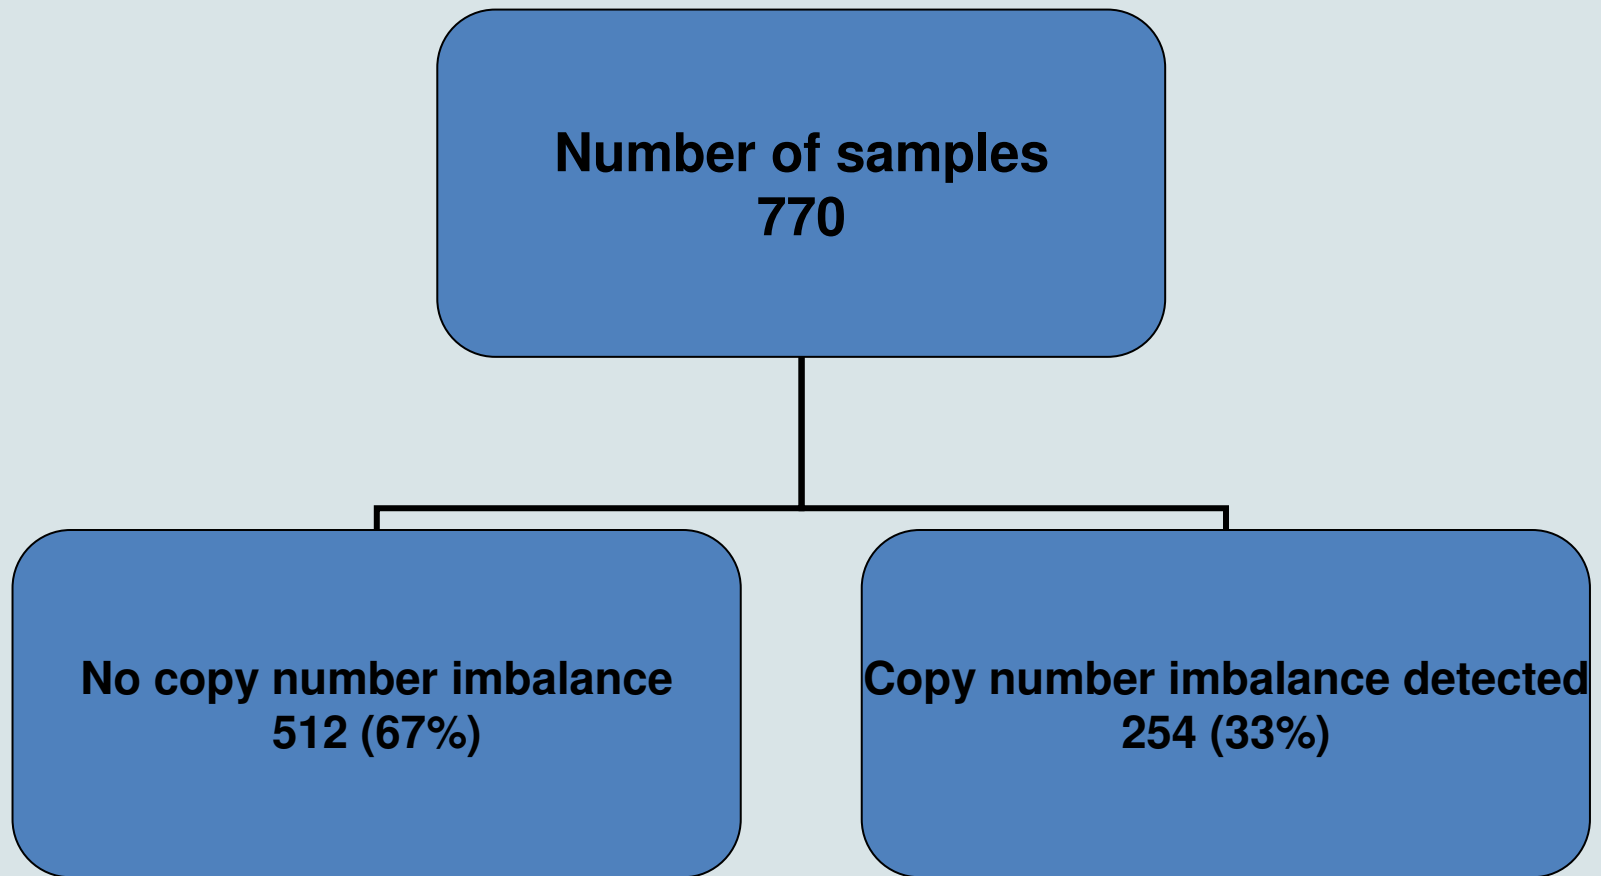 Number of samples
770
No copy number imbalance
512 (67%)
Copy number imbalance detected
254 (33%)